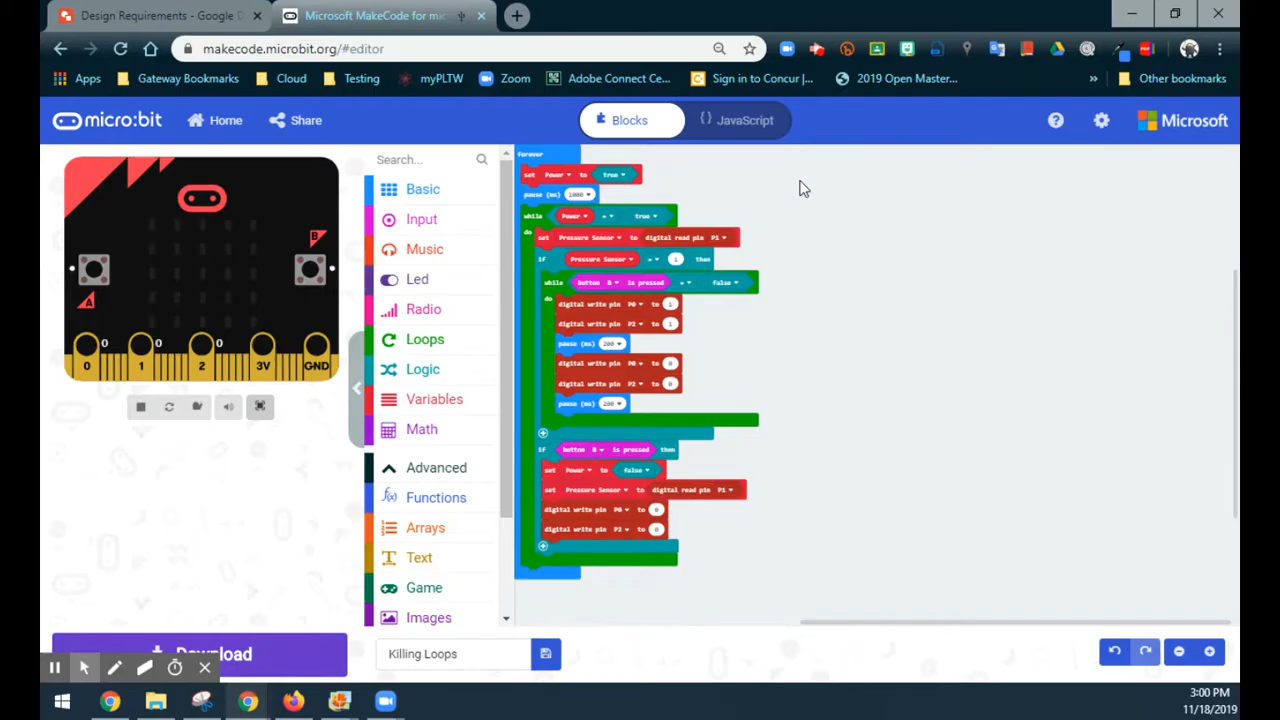 Design Requirements - Google D
Microsoft MakeCode for mic
makecode.microbit.org/#editor
Apps
Gateway Bookmarks
Cloud
Testing
myPLTW
Zoom
Adobe Connect Ce...
Sign in to Concur |...
2019 Open Master...
»
Other bookmarks
micro:bit
Home
Share
Blocks
{} JavaScript
Microsoft
B
A
0
0
0
0 1 2 3V GND
Download
Search...
Basic
Input
Music
Led
Radio
Loops
Logic
Variables
Math
Advanced
Functions
Arrays
Text
Game
Images
forever
set Power to true
pause (ms) 1000
while Power = true
do set Pressure Sensor to digital read pin P1
if Pressure Sensor = 1 then
while button B is pressed = false
do digital write pin P0 to 1
digital write pin P2 to 1
pause (ms) 200
digital write pin P0 to 0
digital write pin P2 to 0
pause (ms) 200
if button B is pressed then
set Power to false
set Pressure Sensor to digital read pin P1
digital write pin P0 to 0
digital write pin P2 to 0
Killing Loops
3:00 PM
11/18/2019